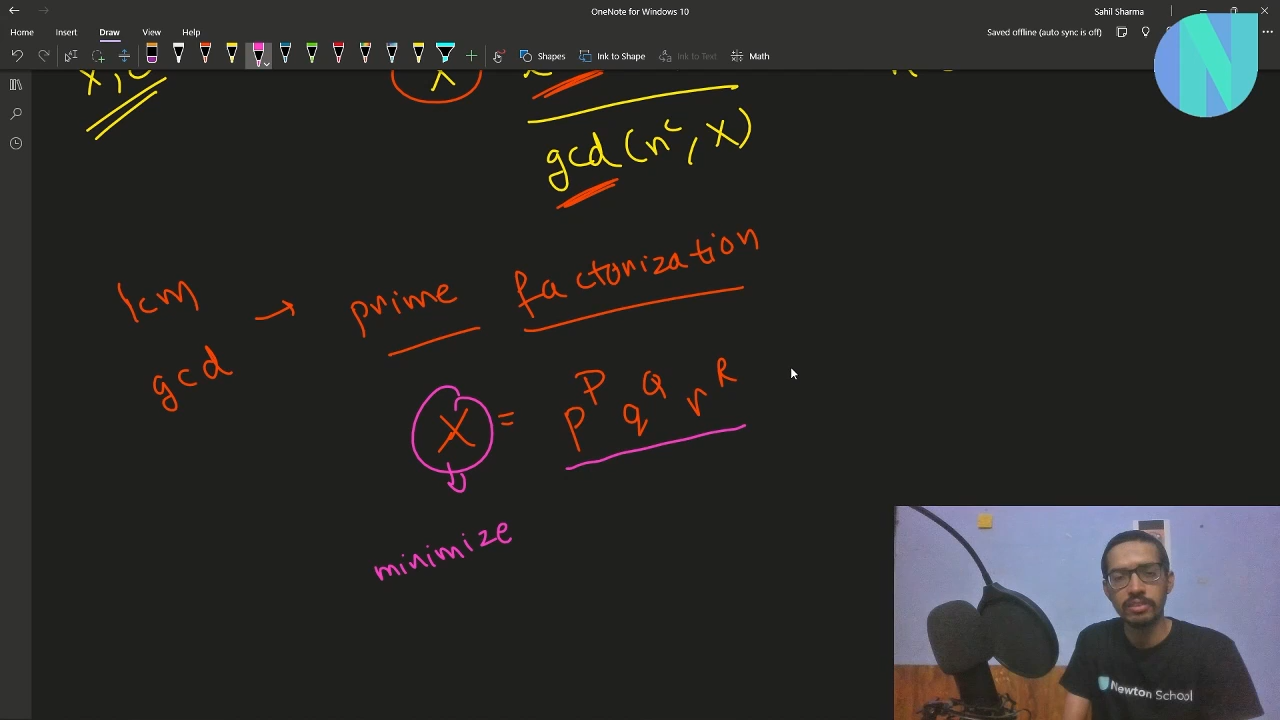 OneNote for Windows 10
Sahil Sharma
Home Insert Draw View Help
Saved offline (auto sync is off)
Shapes Ink to Shape Ink to Text Math
gcd (n^c, X)
lcm
gcd
→ prime factorization
X = p^P q^Q r^R
minimize
Newton School